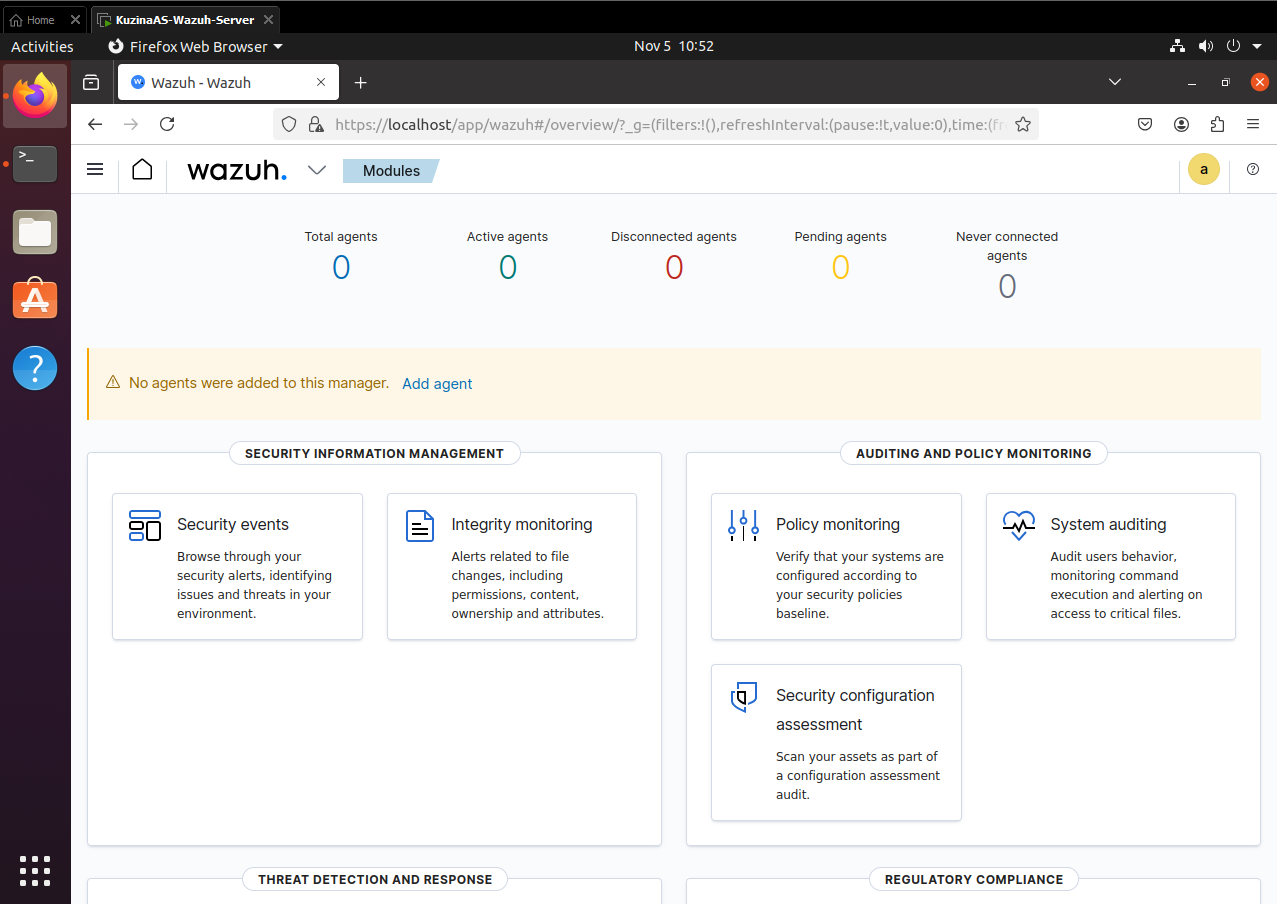 Home
KuzinaAS-Wazuh-Server
Activities
Firefox Web Browser
Nov 5 10:52
Wazuh - Wazuh
https://localhost/app/wazuh#/overview/?_g=(filters:!(),refreshInterval:(pause:!t,value:0),time:(fr
wazuh.
Modules
a
Total agents
0
Active agents
0
Disconnected agents
0
Pending agents
0
Never connected
agents
0
No agents were added to this manager. Add agent
SECURITY INFORMATION MANAGEMENT
Security events
Browse through your
security alerts, identifying
issues and threats in your
environment.
Integrity monitoring
Alerts related to file
changes, including
permissions, content,
ownership and attributes.
AUDITING AND POLICY MONITORING
Policy monitoring
Verify that your systems are
configured according to
your security policies
baseline.
System auditing
Audit users behavior,
monitoring command
execution and alerting on
access to critical files.
Security configuration
assessment
Scan your assets as part of
a configuration assessment
audit.
THREAT DETECTION AND RESPONSE
REGULATORY COMPLIANCE